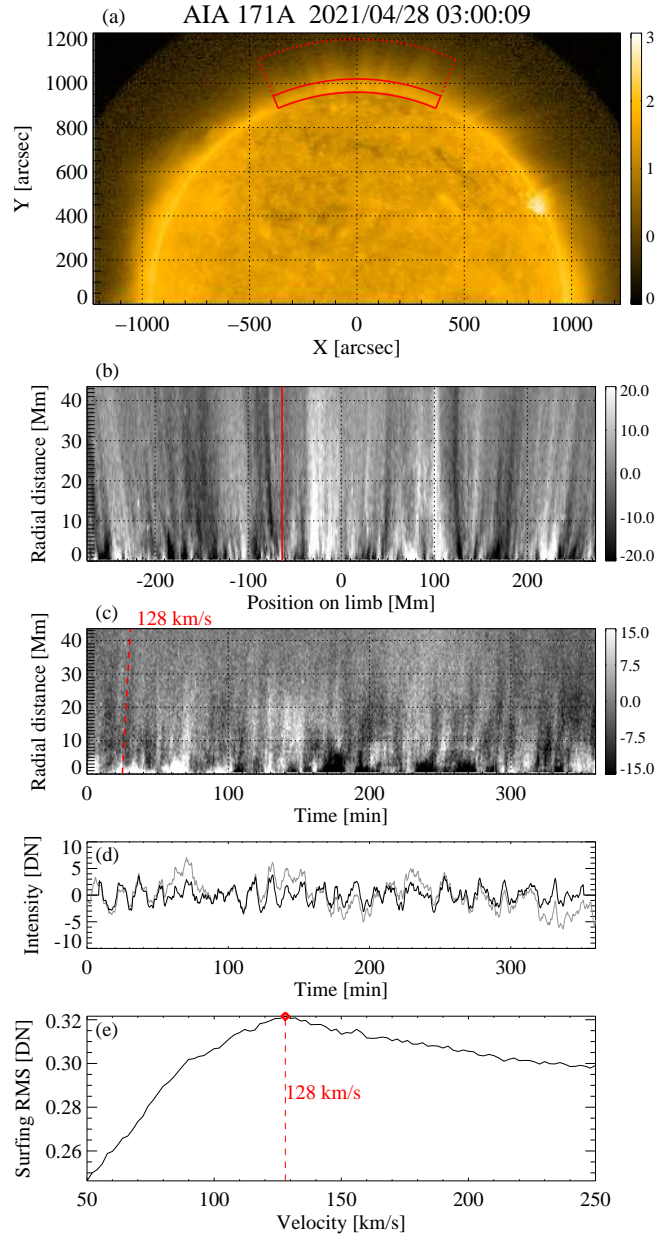 AIA 171A  2021/04/28 03:00:09
(a)
1200
1000
800
600
400
200
0
Y [arcsec]
−1000 −500 0 500 1000
X [arcsec]
3
2
1
0
(b)
40
30
20
10
0
Radial distance [Mm]
-200 -100 0 100 200
Position on limb [Mm]
20.0
10.0
0.0
-10.0
-20.0
(c)
128 km/s
40
30
20
10
0
Radial distance [Mm]
0 100 200 300
Time [min]
15.0
7.5
0.0
-7.5
-15.0
(d)
10
5
0
-5
-10
Intensity [DN]
0 100 200 300
Time [min]
(e)
0.32
0.30
0.28
0.26
Surfing RMS [DN]
128 km/s
50 100 150 200 250
Velocity [km/s]